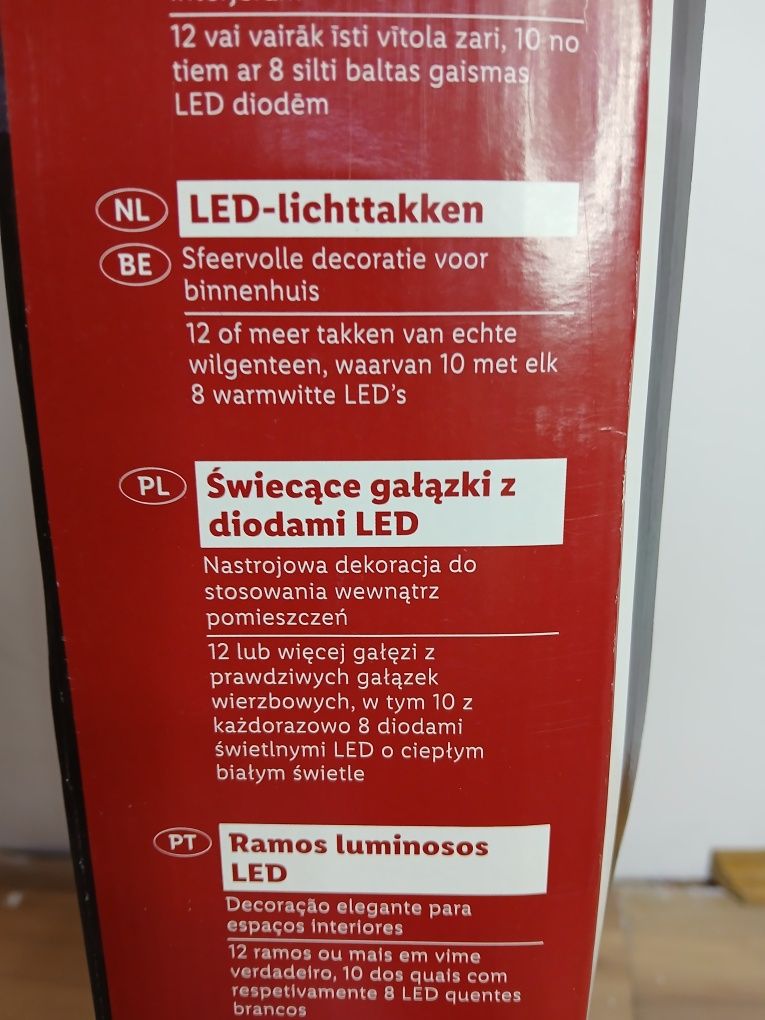 12 vai vairāk īsti vītola zari, 10 no
tiem ar 8 silti baltas gaismas
LED diodēm
NL LED-lichttakken
BE Sfeervolle decoratie voor
binnenhuis
12 of meer takken van echte
wilgenteen, waarvan 10 met elk
8 warmwitte LED's
PL Świecące gałązki z
diodami LED
Nastrojowa dekoracja do
stosowania wewnątrz
pomieszczeń
12 lub więcej gałęzi z
prawdziwych gałązek
wierzbowych, w tym 10 z
każdorazowo 8 diodami
świetlnymi LED o ciepłym
białym świetle
PT Ramos luminosos
LED
Decoração elegante para
espaços interiores
12 ramos ou mais em vime
verdadeiro, 10 dos quais com
respetivamente 8 LED quentes
brancos